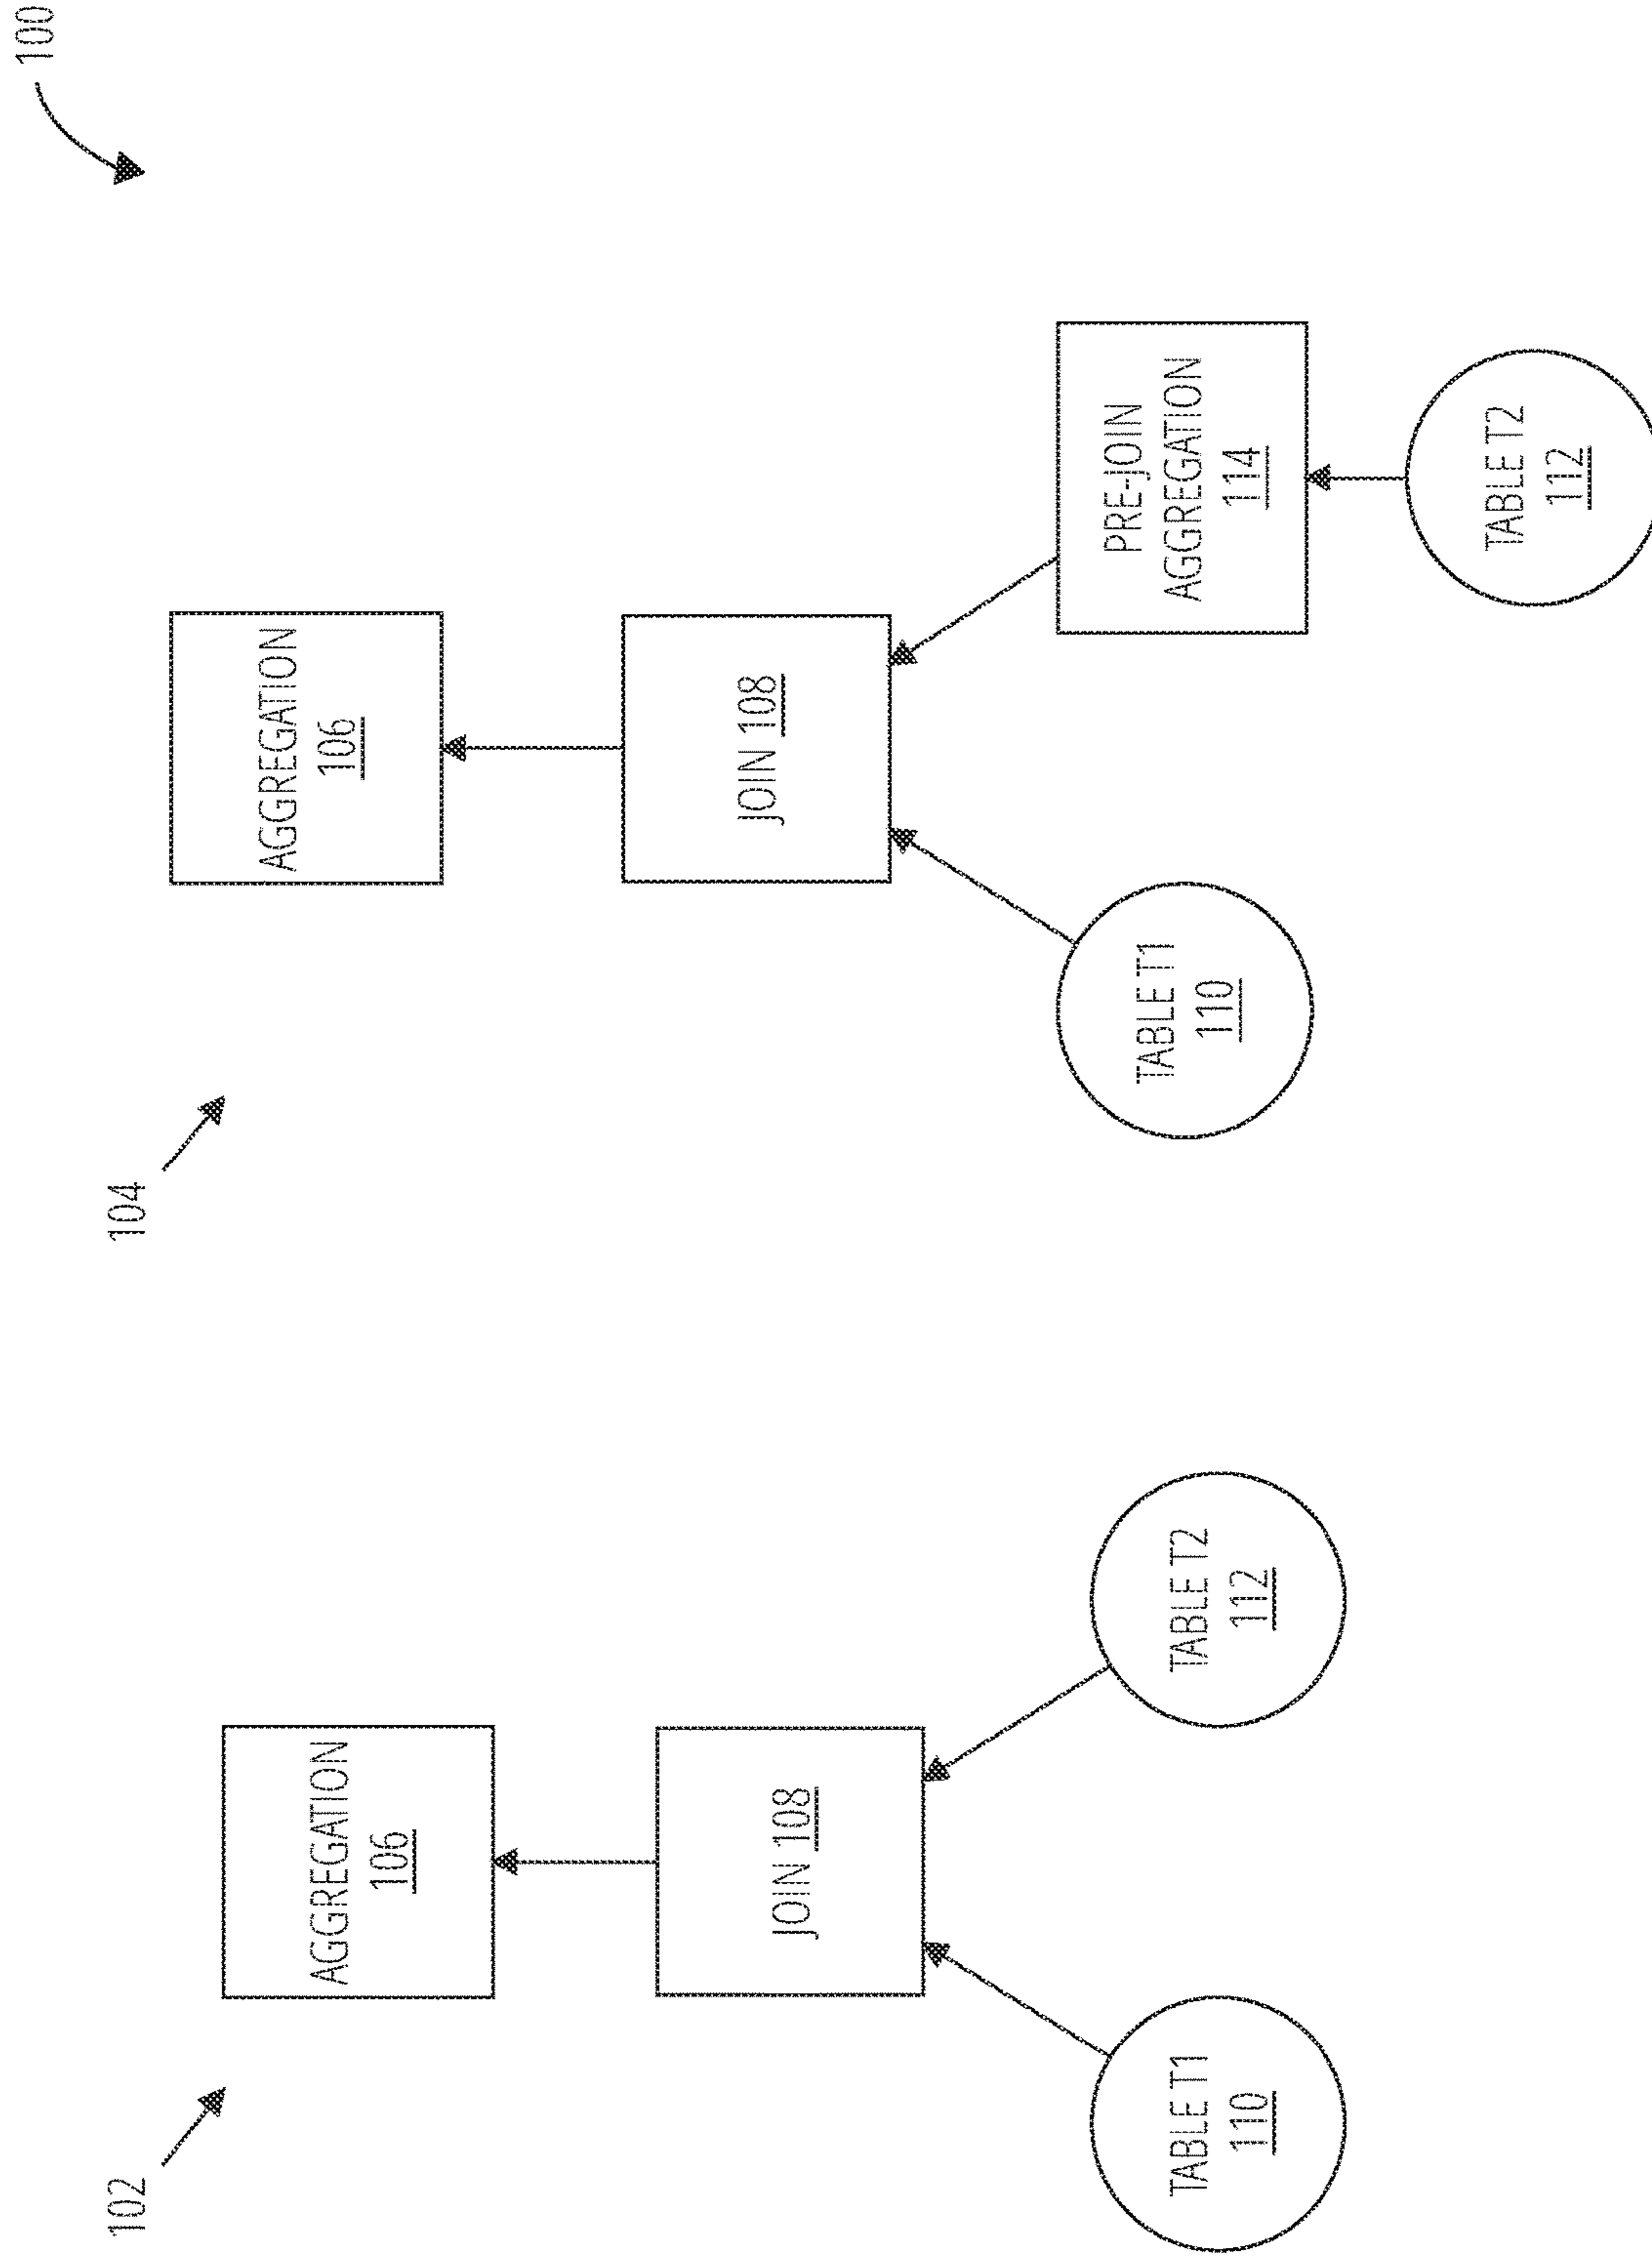 100
102
AGGREGATION
106
JOIN 108
TABLE T1
110
TABLE T2
112
104
AGGREGATION
106
JOIN 108
TABLE T1
110
PRE-JOIN
AGGREGATION
114
TABLE T2
112